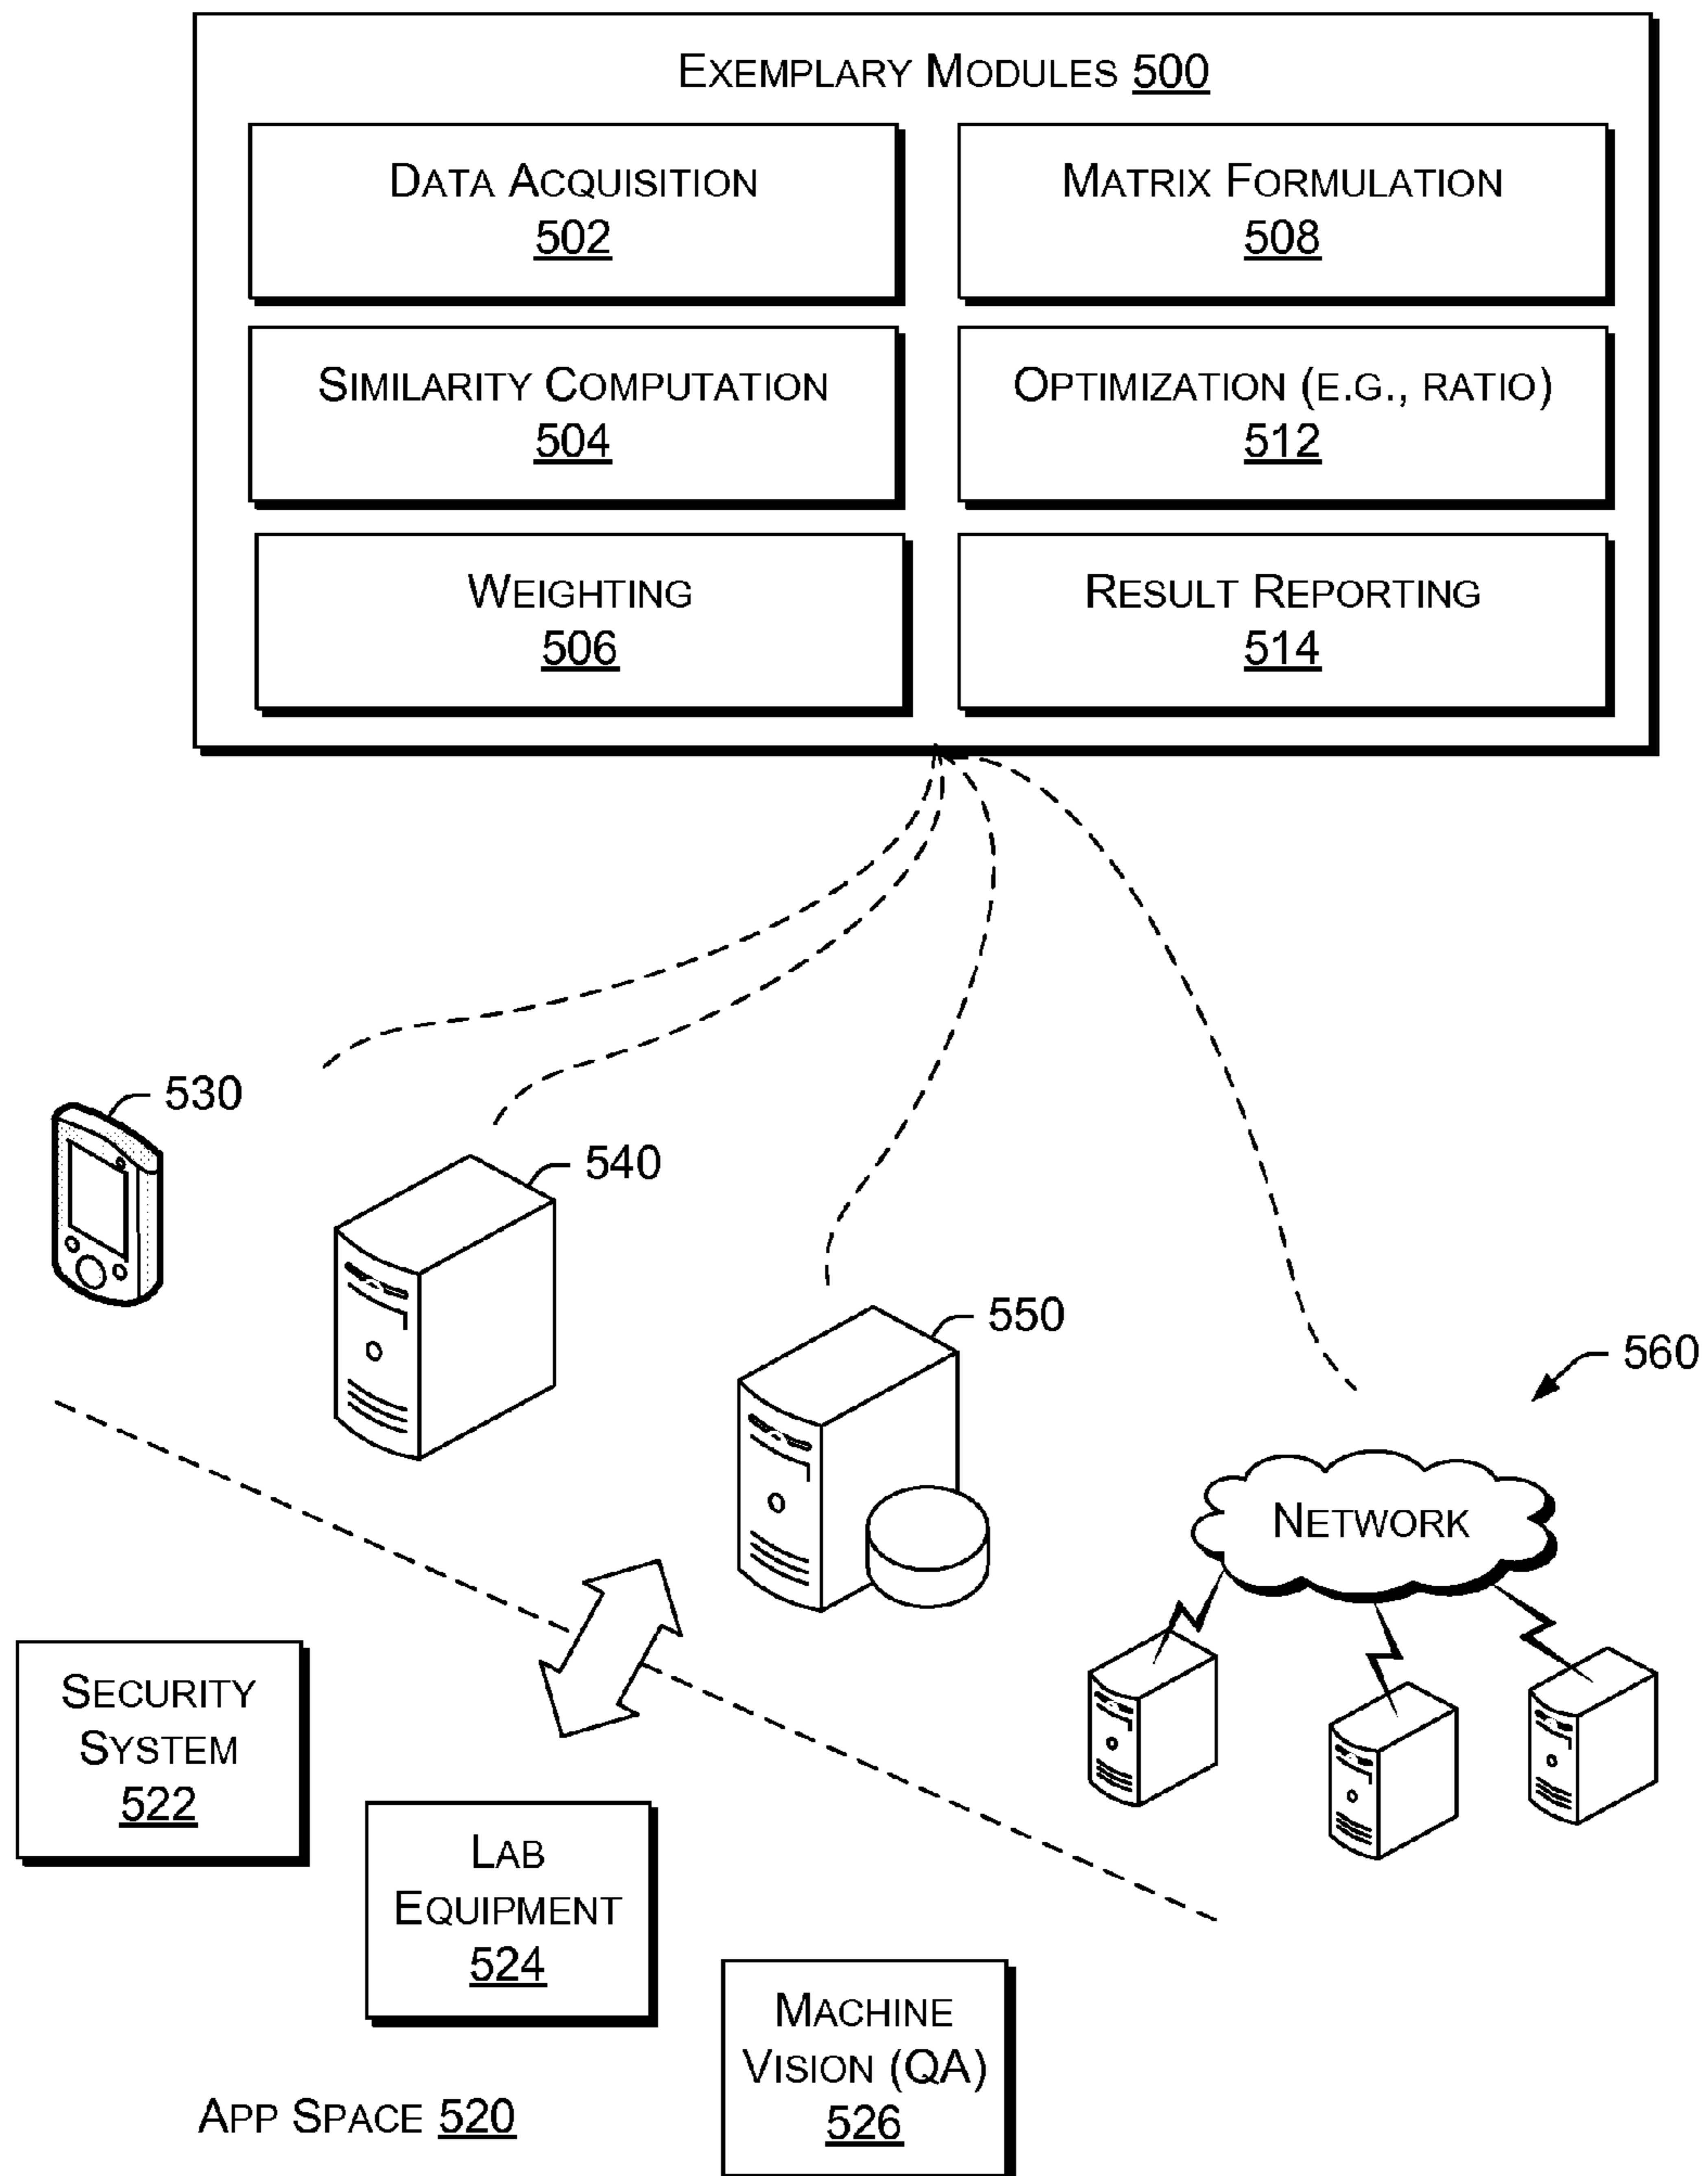 EXEMPLARY MODULES 500
DATA ACQUISITION
502
MATRIX FORMULATION
508
SIMILARITY COMPUTATION
504
OPTIMIZATION (E.G., RATIO)
512
WEIGHTING
506
RESULT REPORTING
514
530
540
550
560
NETWORK
SECURITY
SYSTEM
522
LAB
EQUIPMENT
524
MACHINE
VISION (QA)
526
APP SPACE 520